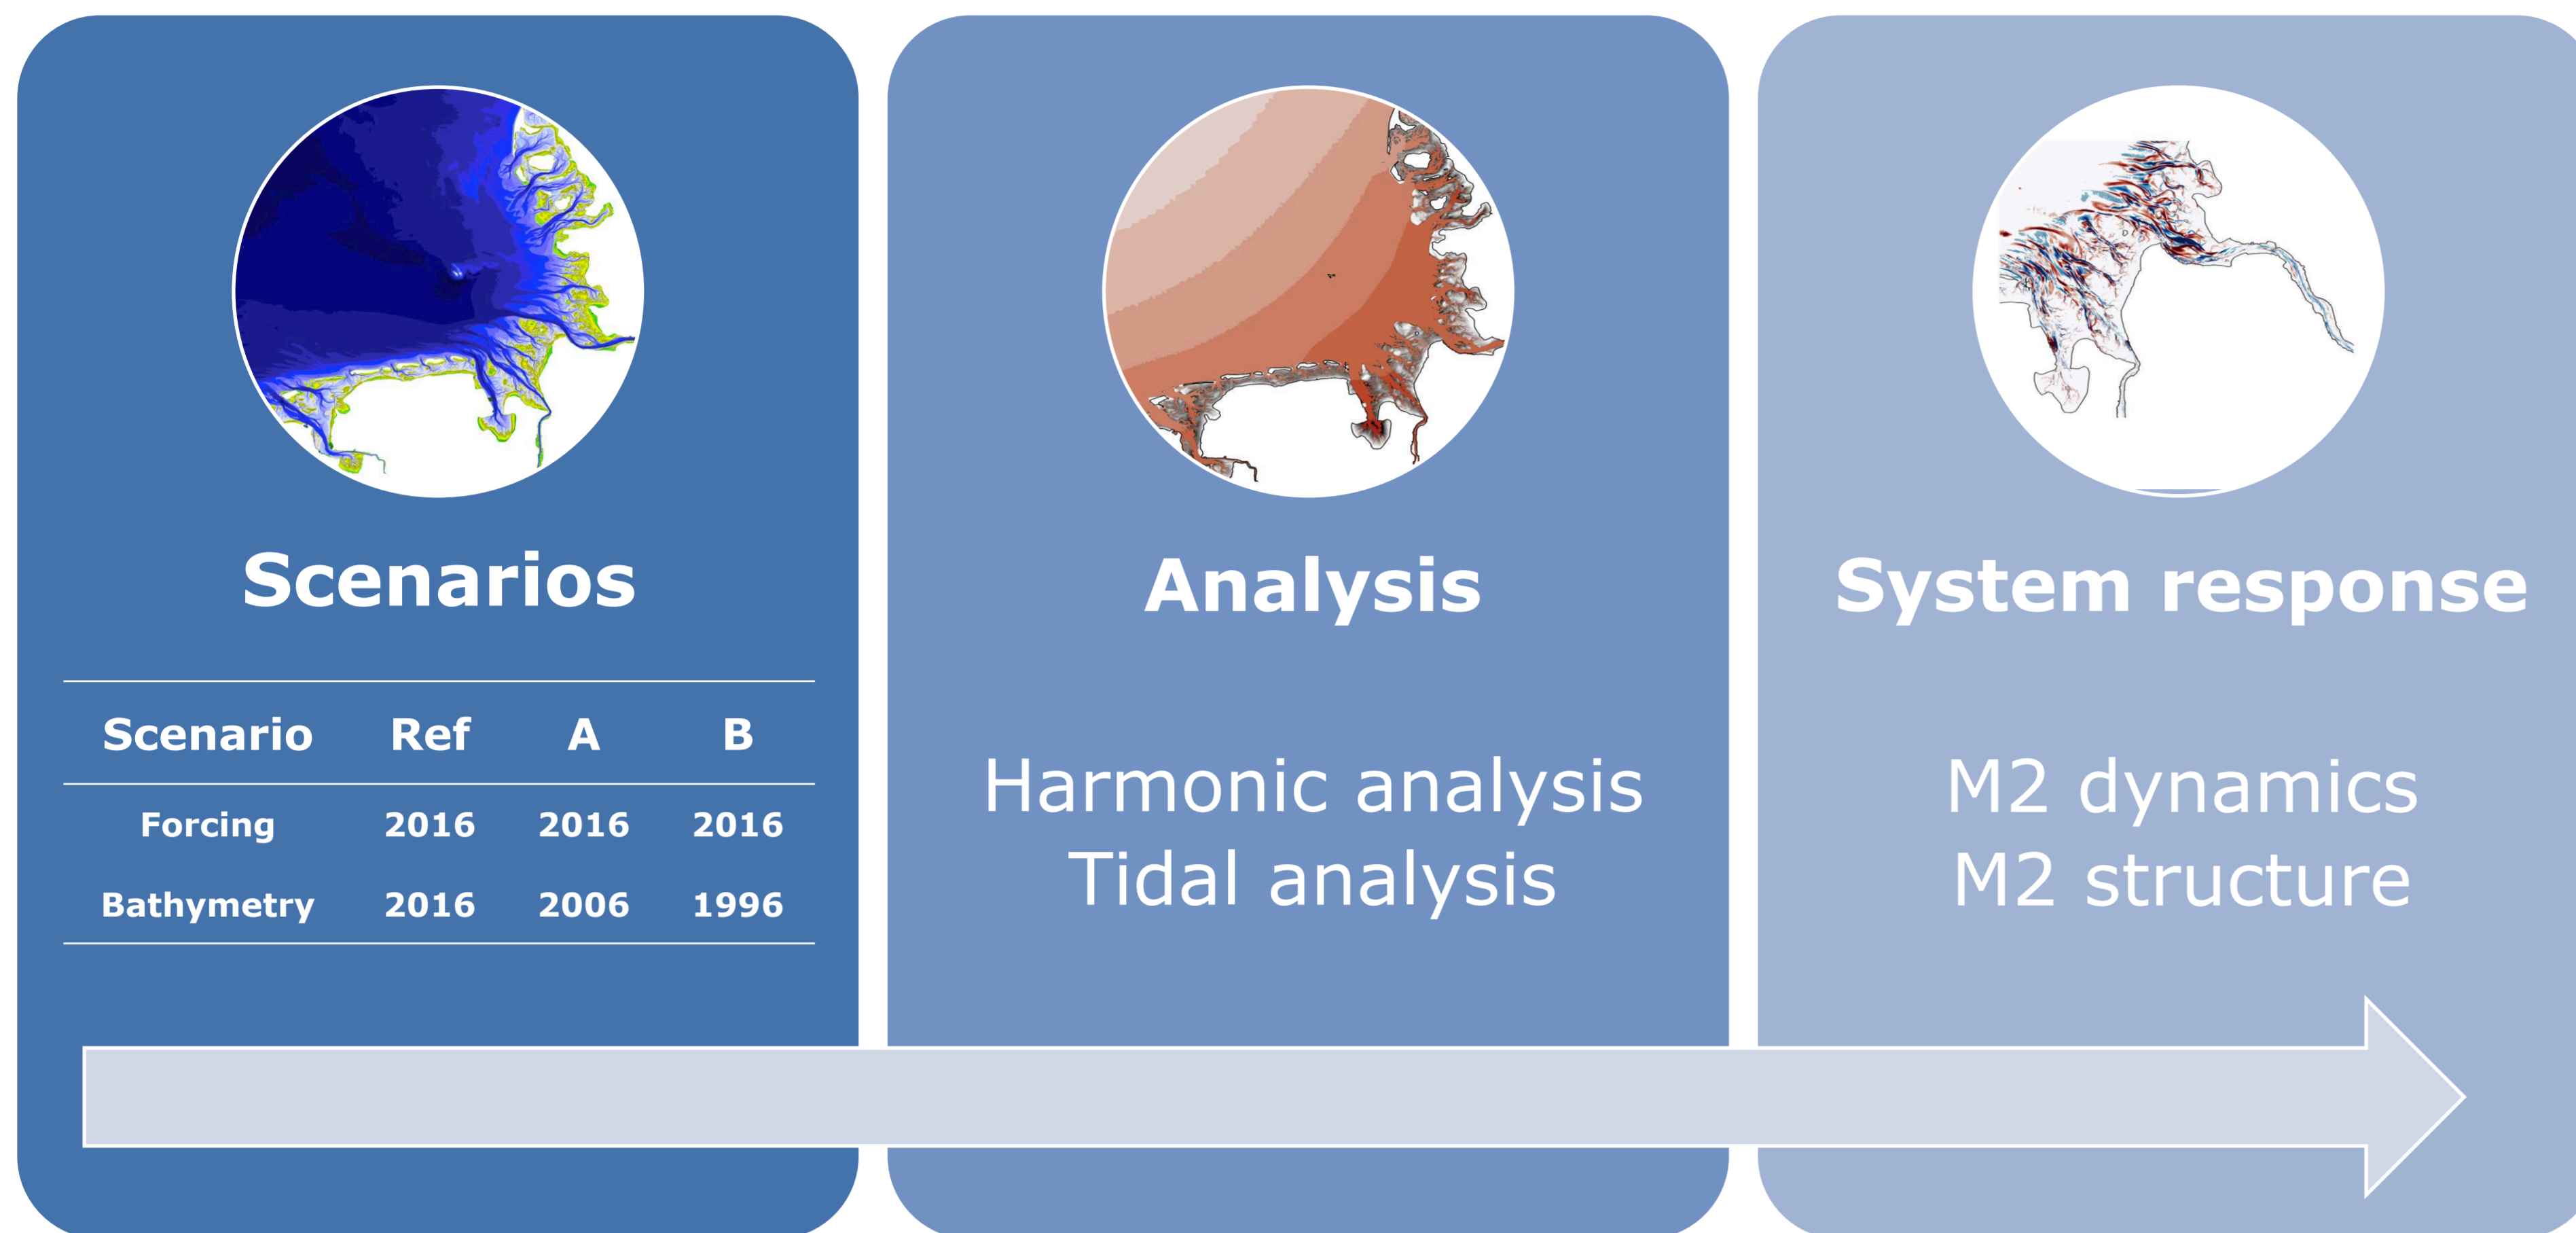 Scenarios
Scenario Ref A B
Forcing 2016 2016 2016
Bathymetry 2016 2006 1996
Analysis
Harmonic analysis
Tidal analysis
System response
M2 dynamics
M2 structure